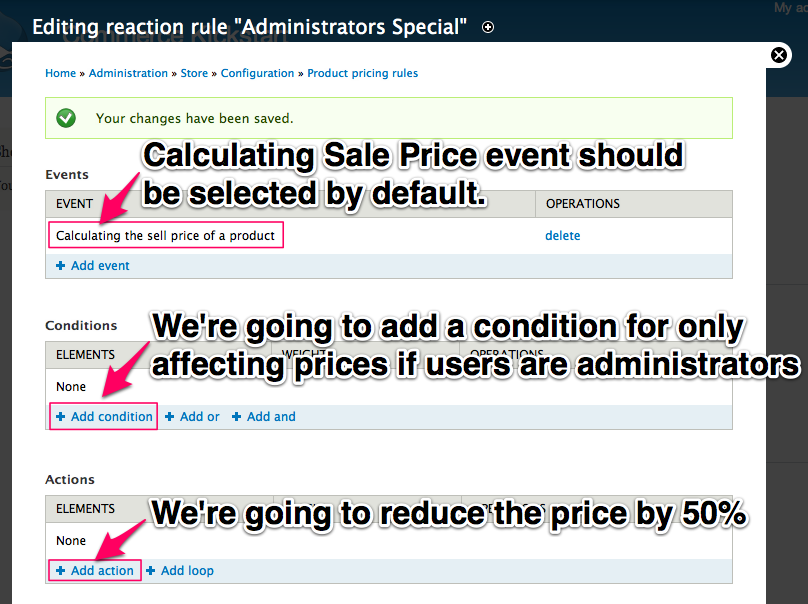 My a
Editing reaction rule "Administrators Special"
Home » Administration » Store » Configuration » Product pricing rules
Your changes have been saved.
Calculating Sale Price event should
be selected by default.
Events
EVENT OPERATIONS
Calculating the sell price of a product delete
+ Add event
We're going to add a condition for only
affecting prices if users are administrators
Conditions
ELEMENTS WEIGHT OPERATIONS
None
+ Add condition + Add or + Add and
Actions
We're going to reduce the price by 50%
ELEMENTS
None
+ Add action + Add loop